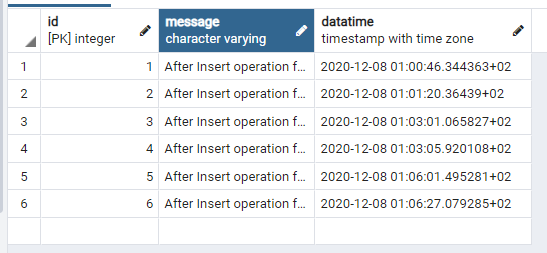 id message datatime
[PK] integer character varying timestamp with time zone
1 1 After Insert operation f... 2020-12-08 01:00:46.344363+02
2 2 After Insert operation f... 2020-12-08 01:01:20.36439+02
3 3 After Insert operation f... 2020-12-08 01:03:01.065827+02
4 4 After Insert operation f... 2020-12-08 01:03:05.920108+02
5 5 After Insert operation f... 2020-12-08 01:06:01.495281+02
6 6 After Insert operation f... 2020-12-08 01:06:27.079285+02